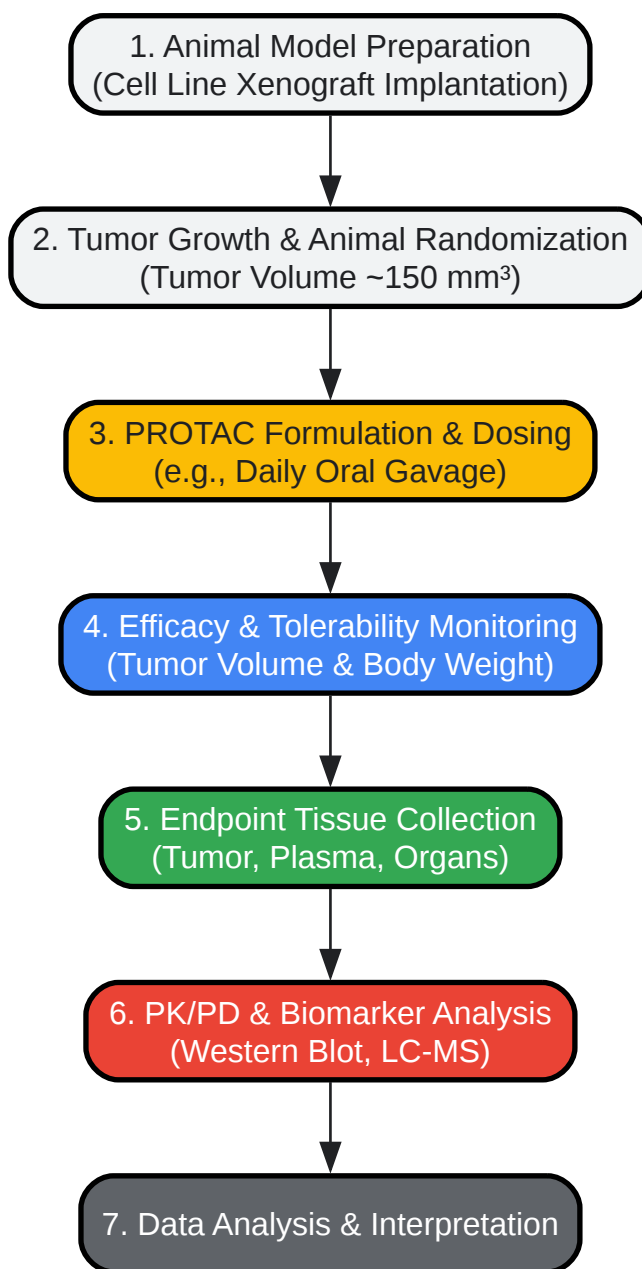 1. Animal Model Preparation
(Cell Line Xenograft Implantation)
2. Tumor Growth & Animal Randomization
(Tumor Volume ~150 mm³)
3. PROTAC Formulation & Dosing
(e.g., Daily Oral Gavage)
4. Efficacy & Tolerability Monitoring
(Tumor Volume & Body Weight)
5. Endpoint Tissue Collection
(Tumor, Plasma, Organs)
6. PK/PD & Biomarker Analysis
(Western Blot, LC-MS)
7. Data Analysis & Interpretation